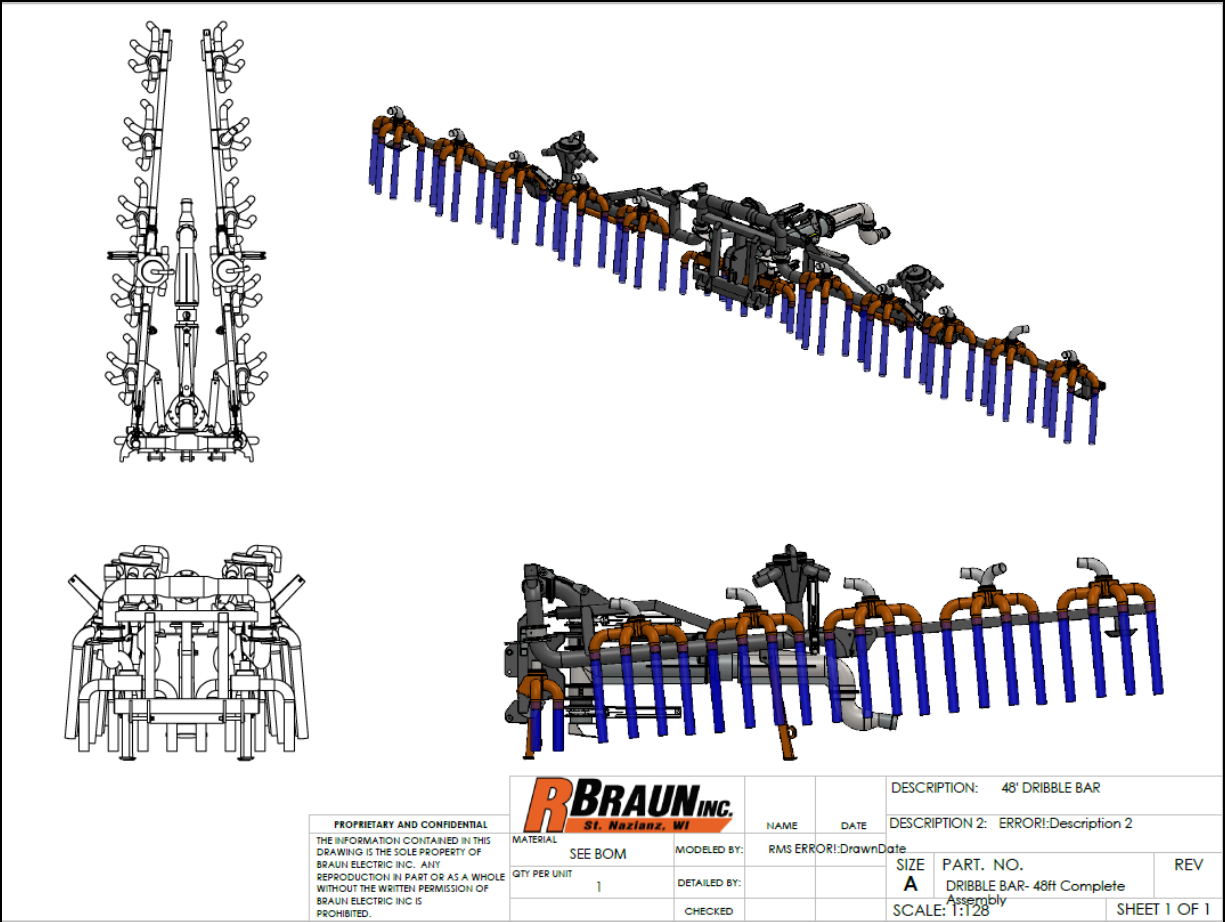 PROPRIETARY AND CONFIDENTIAL
THE INFORMATION CONTAINED IN THIS
DRAWING IS THE SOLE PROPERTY OF
BRAUN ELECTRIC INC. ANY
REPRODUCTION IN PART OR AS A WHOLE
WITHOUT THE WRITTEN PERMISSION OF
BRAUN ELECTRIC INC IS
PROHIBITED.
RBRAUN INC.
St. Nazianz, WI
MATERIAL
SEE BOM
QTY PER UNIT
1
NAME DATE
MODELED BY: RMS ERROR!:DrawnDate
DETAILED BY:
CHECKED
DESCRIPTION: 48' DRIBBLE BAR
DESCRIPTION 2: ERROR!:Description 2
SIZE
A
PART. NO.
DRIBBLE BAR- 48ft Complete
Assembly
REV
SCALE: 1:128
SHEET 1 OF 1